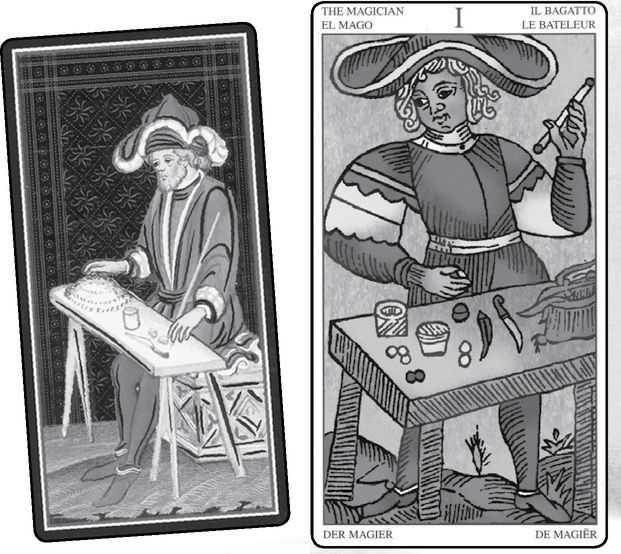 THE MAGICIAN
EL MAGO
I
IL BAGATTO
LE BATELEUR
DER MAGIER
DE MAGIËR